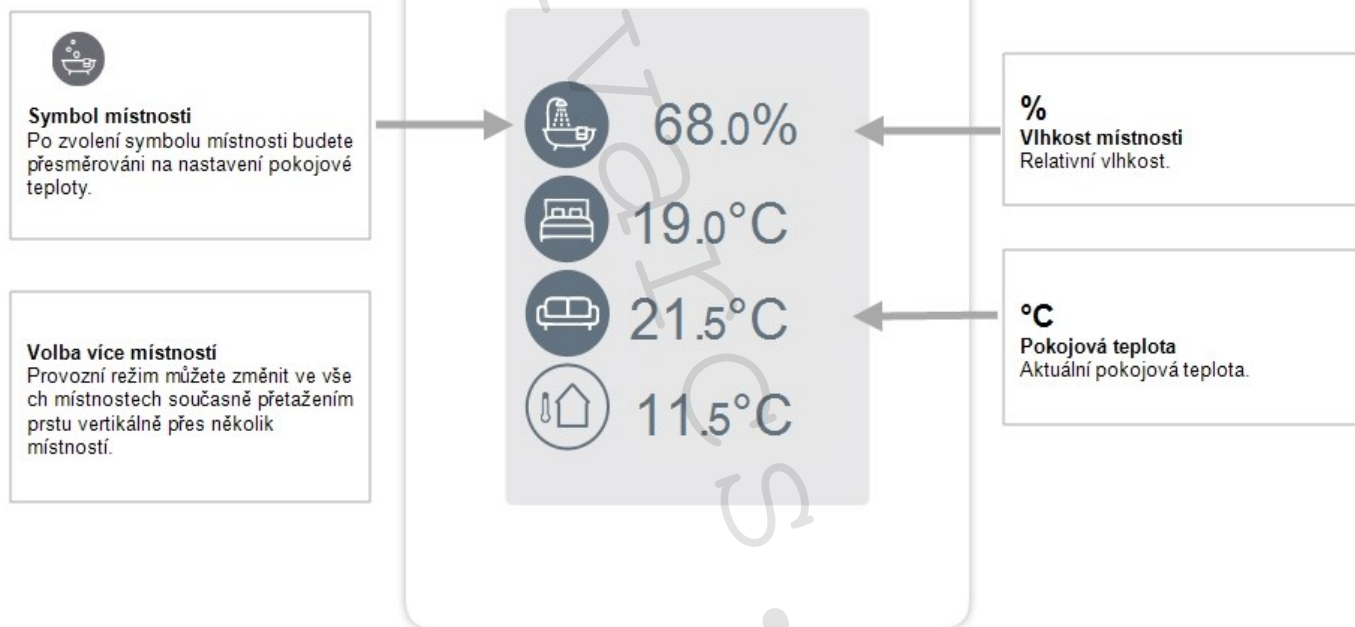 Symbol místnosti
Po zvolení symbolu místnosti budete
přesměrováni na nastavení pokojové
teploty.
Volba více místností
Provozní režim můžete změnit ve vše
ch místnostech současně přetažením
prstu vertikálně přes několik
místností.
68.0%
19.0°C
21.5°C
11.5°C
%
Vlhkost místnosti
Relativní vlhkost.
°C
Pokojová teplota
Aktuální pokojová teplota.